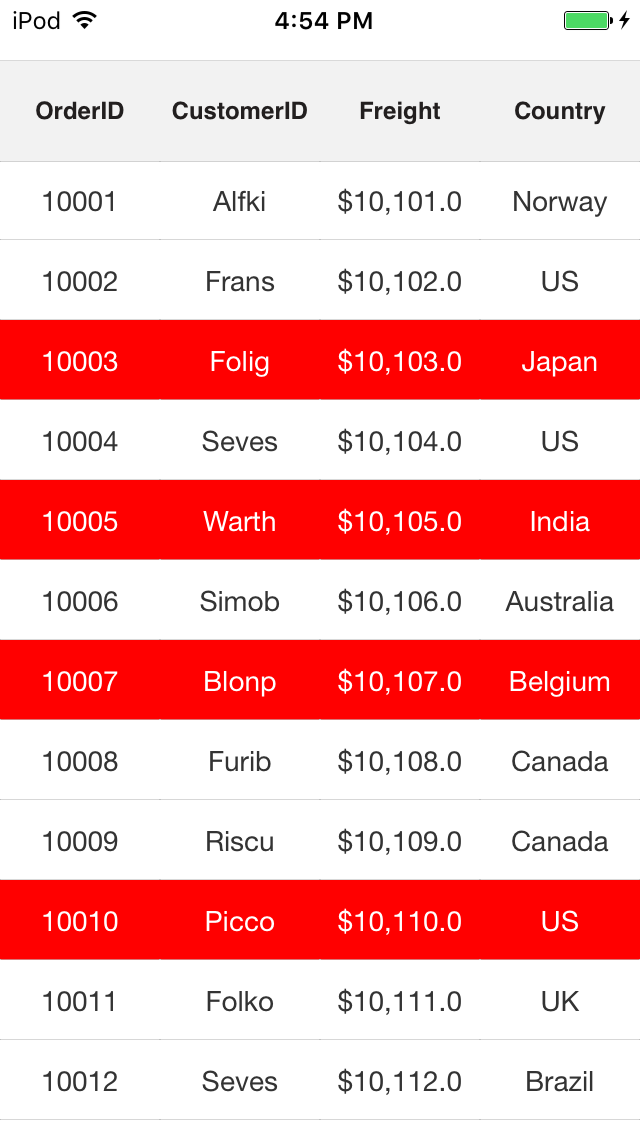 iPod 4:54 PM
OrderID CustomerID Freight Country
10001 Alfki $10,101.0 Norway
10002 Frans $10,102.0 US
10003 Folig $10,103.0 Japan
10004 Seves $10,104.0 US
10005 Warth $10,105.0 India
10006 Simob $10,106.0 Australia
10007 Blonp $10,107.0 Belgium
10008 Furib $10,108.0 Canada
10009 Riscu $10,109.0 Canada
10010 Picco $10,110.0 US
10011 Folko $10,111.0 UK
10012 Seves $10,112.0 Brazil